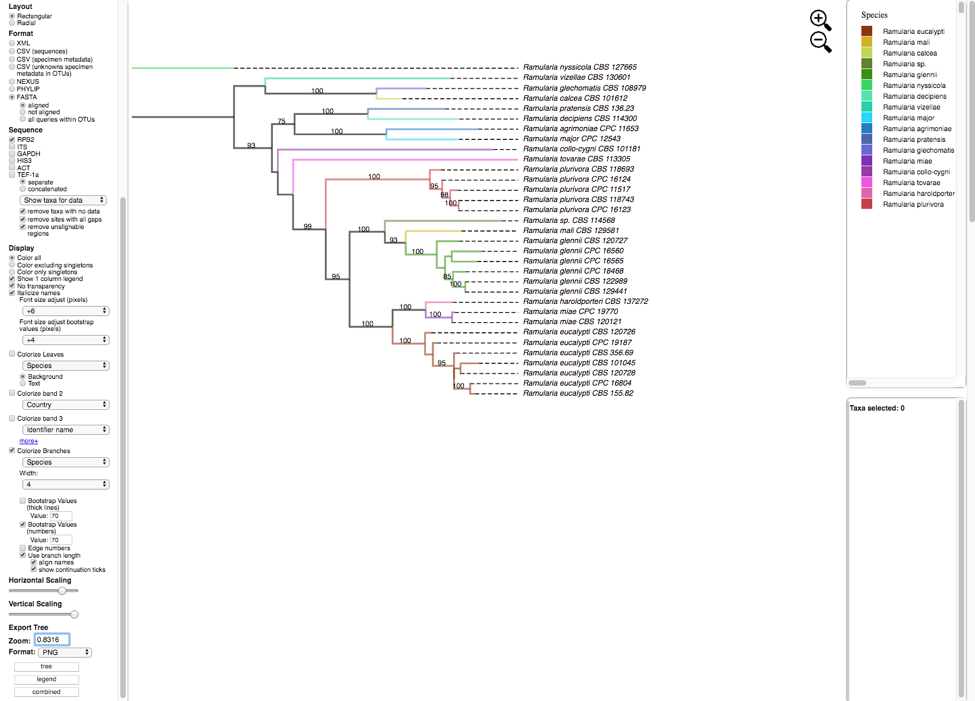 Layout
Rectangular
Radial
Format
XML
CSV (sequences)
CSV (specimen metadata)
CSV (unknowns specimen
metadata in OTUs)
NEXUS
PHYLIP
FASTA
aligned
not aligned
all queries within OTUs
Sequence
RPB2
ITS
GAPDH
HIS3
ACT
TEF-1a
separate
concatenated
Show taxa for data
remove taxa with no data
remove sites with all gaps
remove unalignable
regions
Display
Color all
Color excluding singletons
Color only singletons
Show 1 column legend
No transparency
Italicize names
Font size adjust (pixels)
+6
Font size adjust bootstrap
values (pixels)
+4
Colorize Leaves
Species
Background
Text
Colorize band 2
Country
Colorize band 3
Identifier name
more+
Colorize Branches
Species
Width:
4
Bootstrap Values
(thick lines)
Value: 70
Bootstrap Values
(numbers)
Value: 70
Edge numbers
Use branch length
align names
show continuation ticks
Horizontal Scaling
Vertical Scaling
Export Tree
Zoom: 0.8316
Format: PNG
tree
legend
combined
Ramularia nyssicola CBS 127665
Ramularia vizellae CBS 130601
100 Ramularia glechomatis CBS 108979
Ramularia calcea CBS 101612
100 Ramularia pratensis CBS 136.23
75 Ramularia decipiens CBS 114300
100 Ramularia agrimoniae CPC 11653
Ramularia major CPC 12543
93 Ramularia collo-cygni CBS 101181
Ramularia tovarae CBS 113305
Ramularia plurivora CBS 118693
100 Ramularia plurivora CPC 16124
95 Ramularia plurivora CPC 11517
98 Ramularia plurivora CBS 118743
100 Ramularia plurivora CPC 16123
Ramularia sp. CBS 114568
99 100 Ramularia mali CBS 129581
93 Ramularia glennii CBS 120727
100 Ramularia glennii CPC 16560
Ramularia glennii CPC 16565
95 85 Ramularia glennii CPC 18468
100 Ramularia glennii CBS 122989
Ramularia glennii CBS 129441
100 Ramularia haroldporteri CBS 137272
100 Ramularia miae CPC 19770
100 Ramularia miae CBS 120121
Ramularia eucalypti CBS 120726
100 Ramularia eucalypti CPC 19187
Ramularia eucalypti CBS 356.69
95 Ramularia eucalypti CBS 101045
Ramularia eucalypti CBS 120728
100 Ramularia eucalypti CPC 16804
Ramularia eucalypti CBS 155.82
Species
Ramularia eucalypti
Ramularia mali
Ramularia calcea
Ramularia sp.
Ramularia glennii
Ramularia nyssicola
Ramularia decipiens
Ramularia vizellae
Ramularia major
Ramularia agrimoniae
Ramularia pratensis
Ramularia glechomatis
Ramularia miae
Ramularia collo-cygni
Ramularia tovarae
Ramularia haroldporter
Ramularia plurivora
Taxa selected: 0